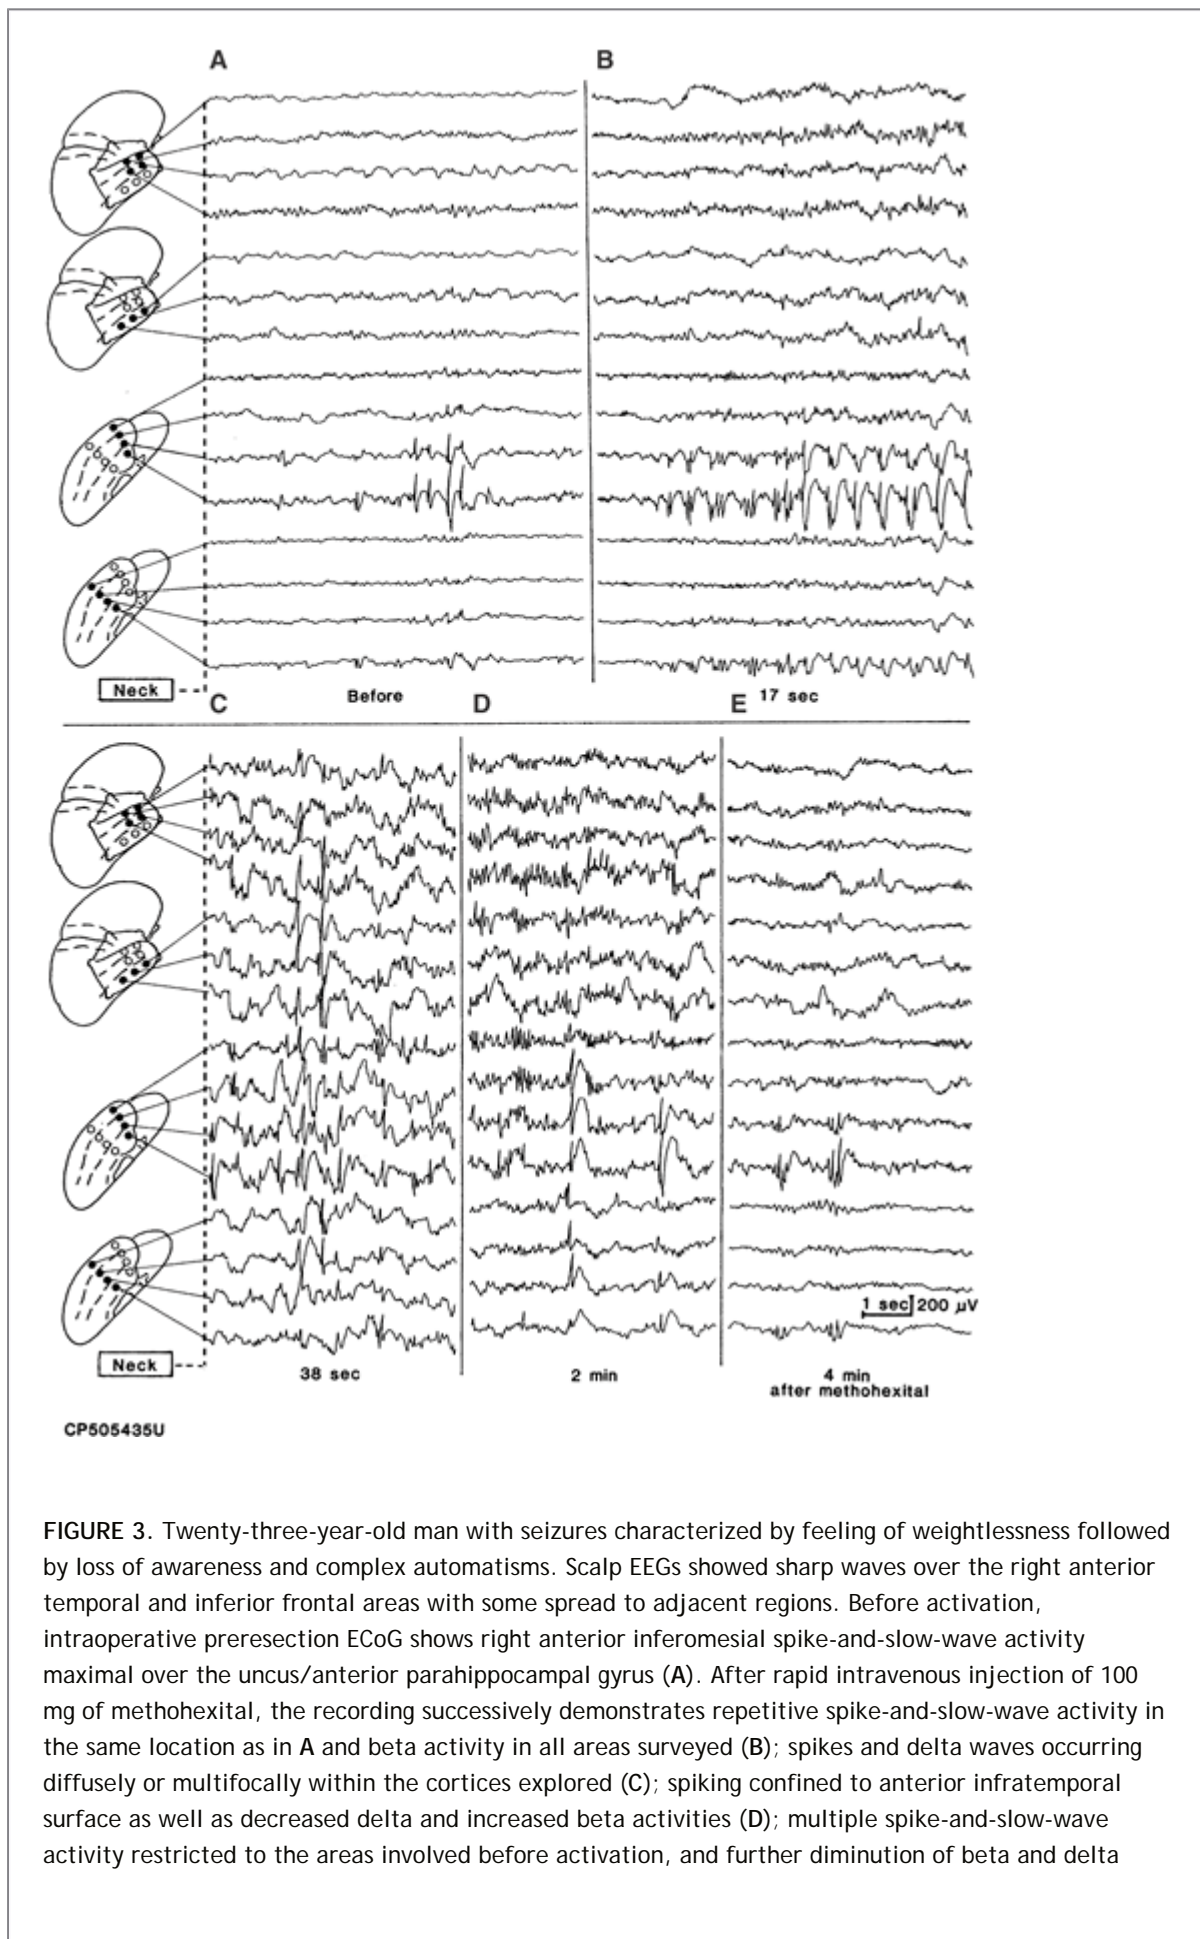 A
B
Neck
Before
17 sec
C
D
E
1 sec
200 µV
Neck
38 sec
2 min
4 min
after methohexital
CP505435U
FIGURE 3. Twenty-three-year-old man with seizures characterized by feeling of weightlessness followed
by loss of awareness and complex automatisms. Scalp EEGs showed sharp waves over the right anterior
temporal and inferior frontal areas with some spread to adjacent regions. Before activation,
intraoperative preresection ECoG shows right anterior inferomesial spike-and-slow-wave activity
maximal over the uncus/anterior parahippocampal gyrus (A). After rapid intravenous injection of 100
mg of methohexital, the recording successively demonstrates repetitive spike-and-slow-wave activity in
the same location as in A and beta activity in all areas surveyed (B); spikes and delta waves occurring
diffusely or multifocally within the cortices explored (C); spiking confined to anterior infratemporal
surface as well as decreased delta and increased beta activities (D); multiple spike-and-slow-wave
activity restricted to the areas involved before activation, and further diminution of beta and delta